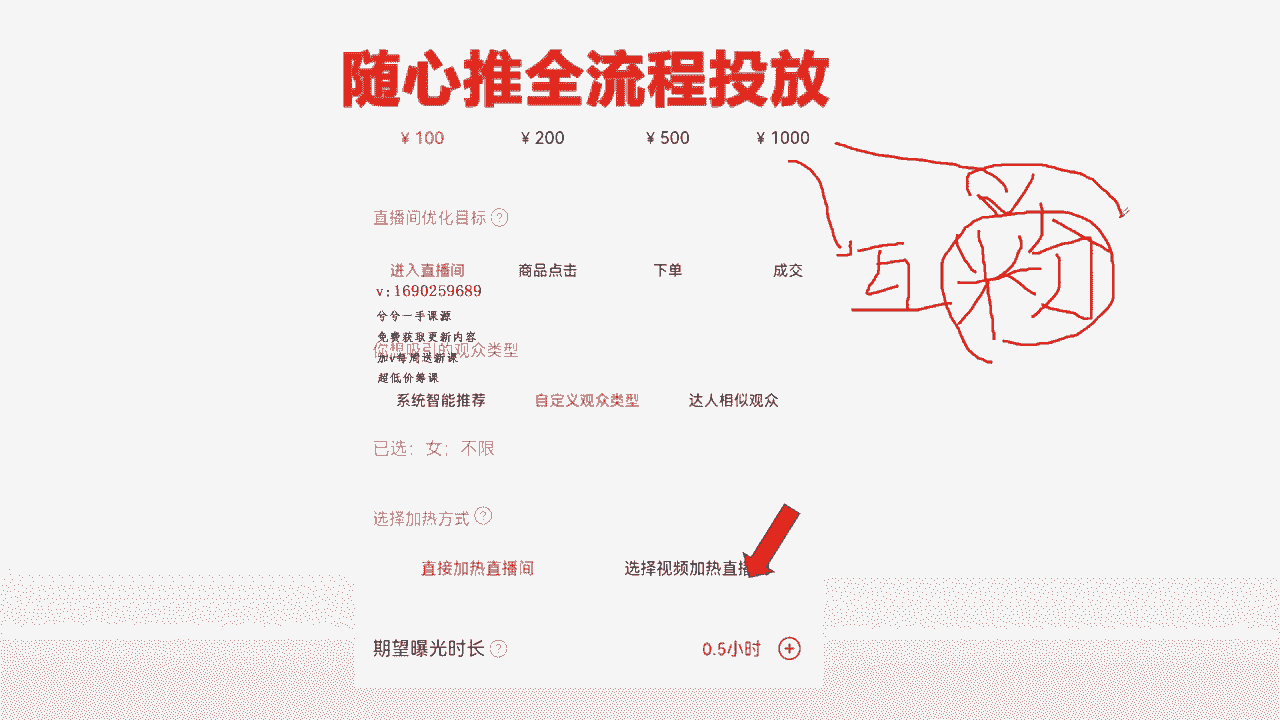 随心推全流程投放
¥ 100 ¥ 200 ¥ 500 ¥ 1000
直播间优化目标 ?
进入直播间 商品点击 下单 成交
v:1690259689
兮兮一手课源
免费获取更新内容
你想吸引的观众类型
加v每周送新课
超低价筹课
系统智能推荐 自定义观众类型 达人相似观众
已选：女；不限
选择加热方式 ?
直接加热直播间 选择视频加热直播
期望曝光时长 ? 0.5小时 +